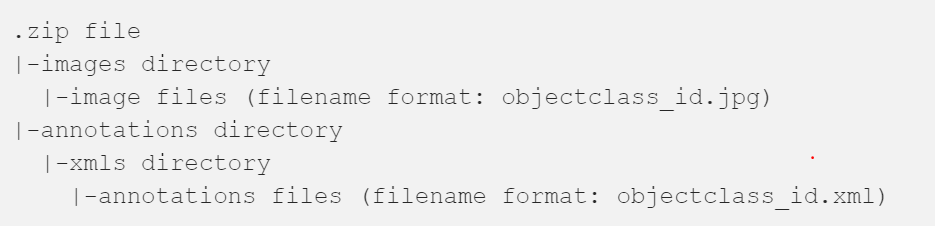 .zip file
|-images directory
  |-image files (filename format: objectclass_id.jpg)
|-annotations directory
  |-xmls directory
    |-annotations files (filename format: objectclass_id.xml)